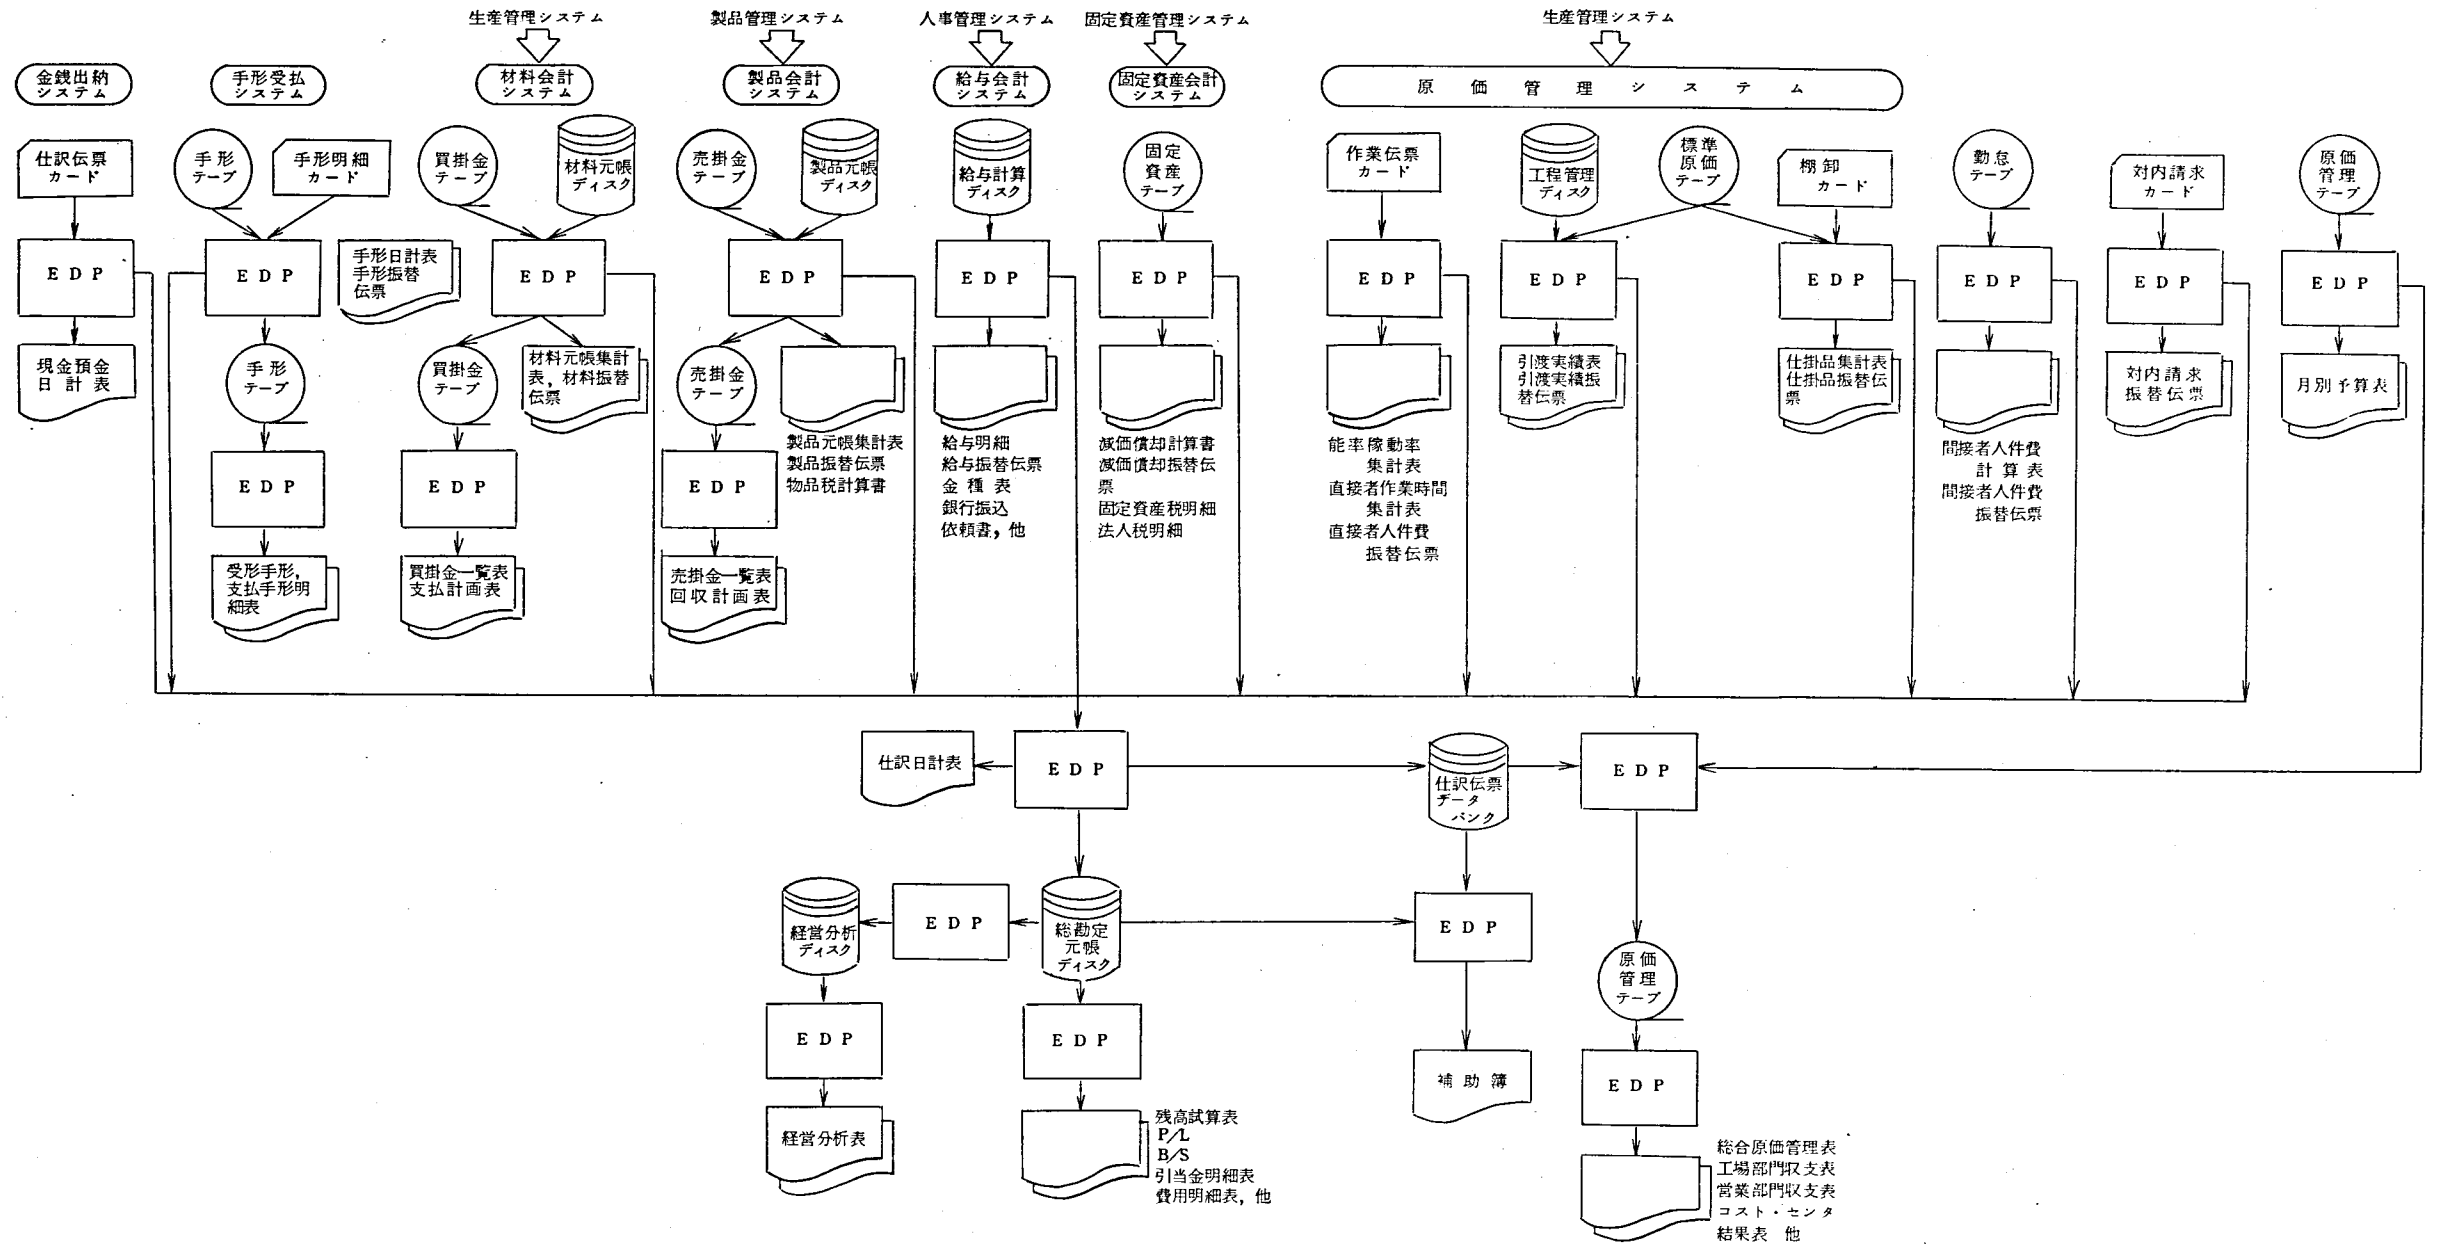 生産管理システム
製品管理システム
人事管理システム
固定資産管理システム
生産管理システム
金銭出納
システム
手形受払
システム
材料会計
システム
製品会計
システム
給与会計
システム
固定資産会計
システム
原価管理システム
仕訳伝票
カード
手形
テープ
手形明細
カード
買掛金
テープ
材料元帳
ディスク
売掛金
テープ
製品元帳
ディスク
給与計算
ディスク
固定
資産
テープ
作業伝票
カード
工程管理
ディスク
標準
原価
テープ
棚卸
カード
勤怠
テープ
対内請求
カード
原価
管理
テープ
EDP
EDP
手形日計表
手形振替
伝票
EDP
EDP
EDP
EDP
EDP
EDP
EDP
EDP
EDP
EDP
現金預金
日計表
手形
テープ
買掛金
テープ
材料元帳集計
表，材料振替
伝票
売掛金
テープ
引渡実績表
引渡実績振
替伝票
仕掛品集計表
仕掛品振替伝
票
対内請求
振替伝票
月別予算表
製品元帳集計表
製品振替伝票
物品税計算書
給与明細
給与振替伝票
金種表
銀行振込
依頼書，他
減価償却計算書
減価償却振替伝
票
固定資産税明細
法人税明細
能率稼動率
集計表
直接者作業時間
集計表
直接者人件費
振替伝票
間接者人件費
計算表
間接者人件費
振替伝票
EDP
EDP
EDP
受形手形，
支払手形明
細表
買掛金一覧表
支払計画表
売掛金一覧表
回収計画表
仕訳日計表
EDP
仕訳伝票
データ
バンク
EDP
経営分析
ディスク
EDP
総勘定
元帳
ディスク
EDP
原価
管理
テープ
EDP
EDP
補助簿
EDP
経営分析表
残高試算表
P/L
B/S
引当金明細表
費用明細表，他
総合原価管理表
工場部門収支表
営業部門収支表
コスト・センタ
結果表 他